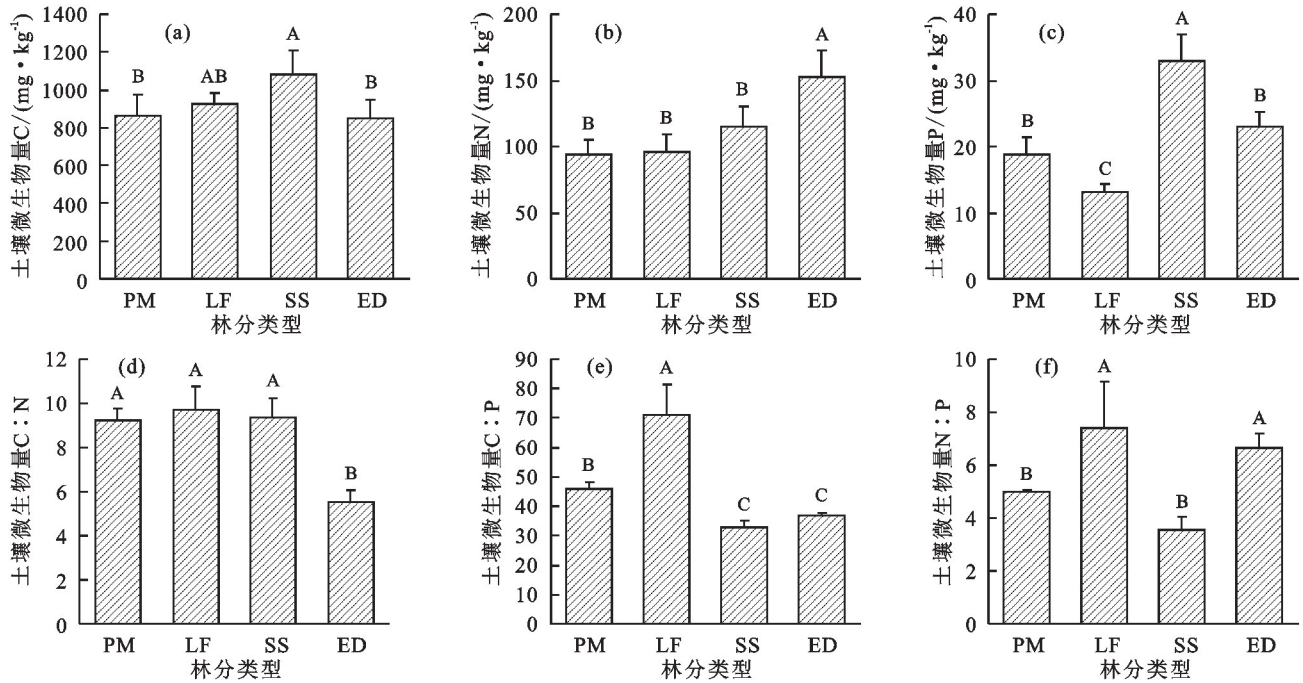 土壤微生物量C/(mg·kg⁻¹)
1400
1200
1000
800
600
400
200
0
(a)
B
AB
A
B
PM LF SS ED
林分类型
土壤微生物量N/(mg·kg⁻¹)
200
150
100
50
0
(b)
B
B
B
A
PM LF SS ED
林分类型
土壤微生物量P/(mg·kg⁻¹)
40
30
20
10
0
(c)
B
C
A
B
PM LF SS ED
林分类型
土壤微生物量C∶N
12
10
8
6
4
2
0
(d)
A
A
A
B
PM LF SS ED
林分类型
土壤微生物量C∶P
90
80
70
60
50
40
30
20
10
0
(e)
B
A
C
C
PM LF SS ED
林分类型
土壤微生物量N∶P
10
8
6
4
2
0
(f)
B
A
B
A
PM LF SS ED
林分类型